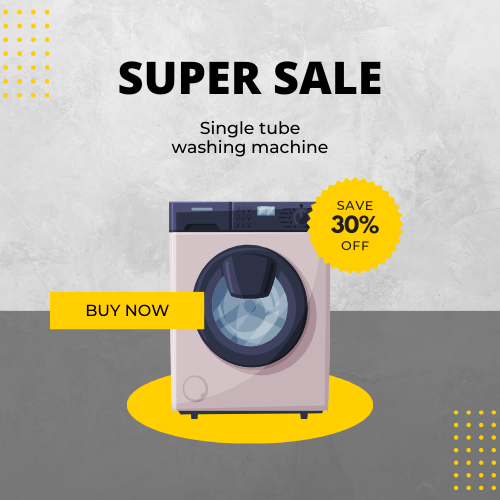 SUPER SALE
Single tube
washing machine
SAVE
30%
OFF
BUY NOW